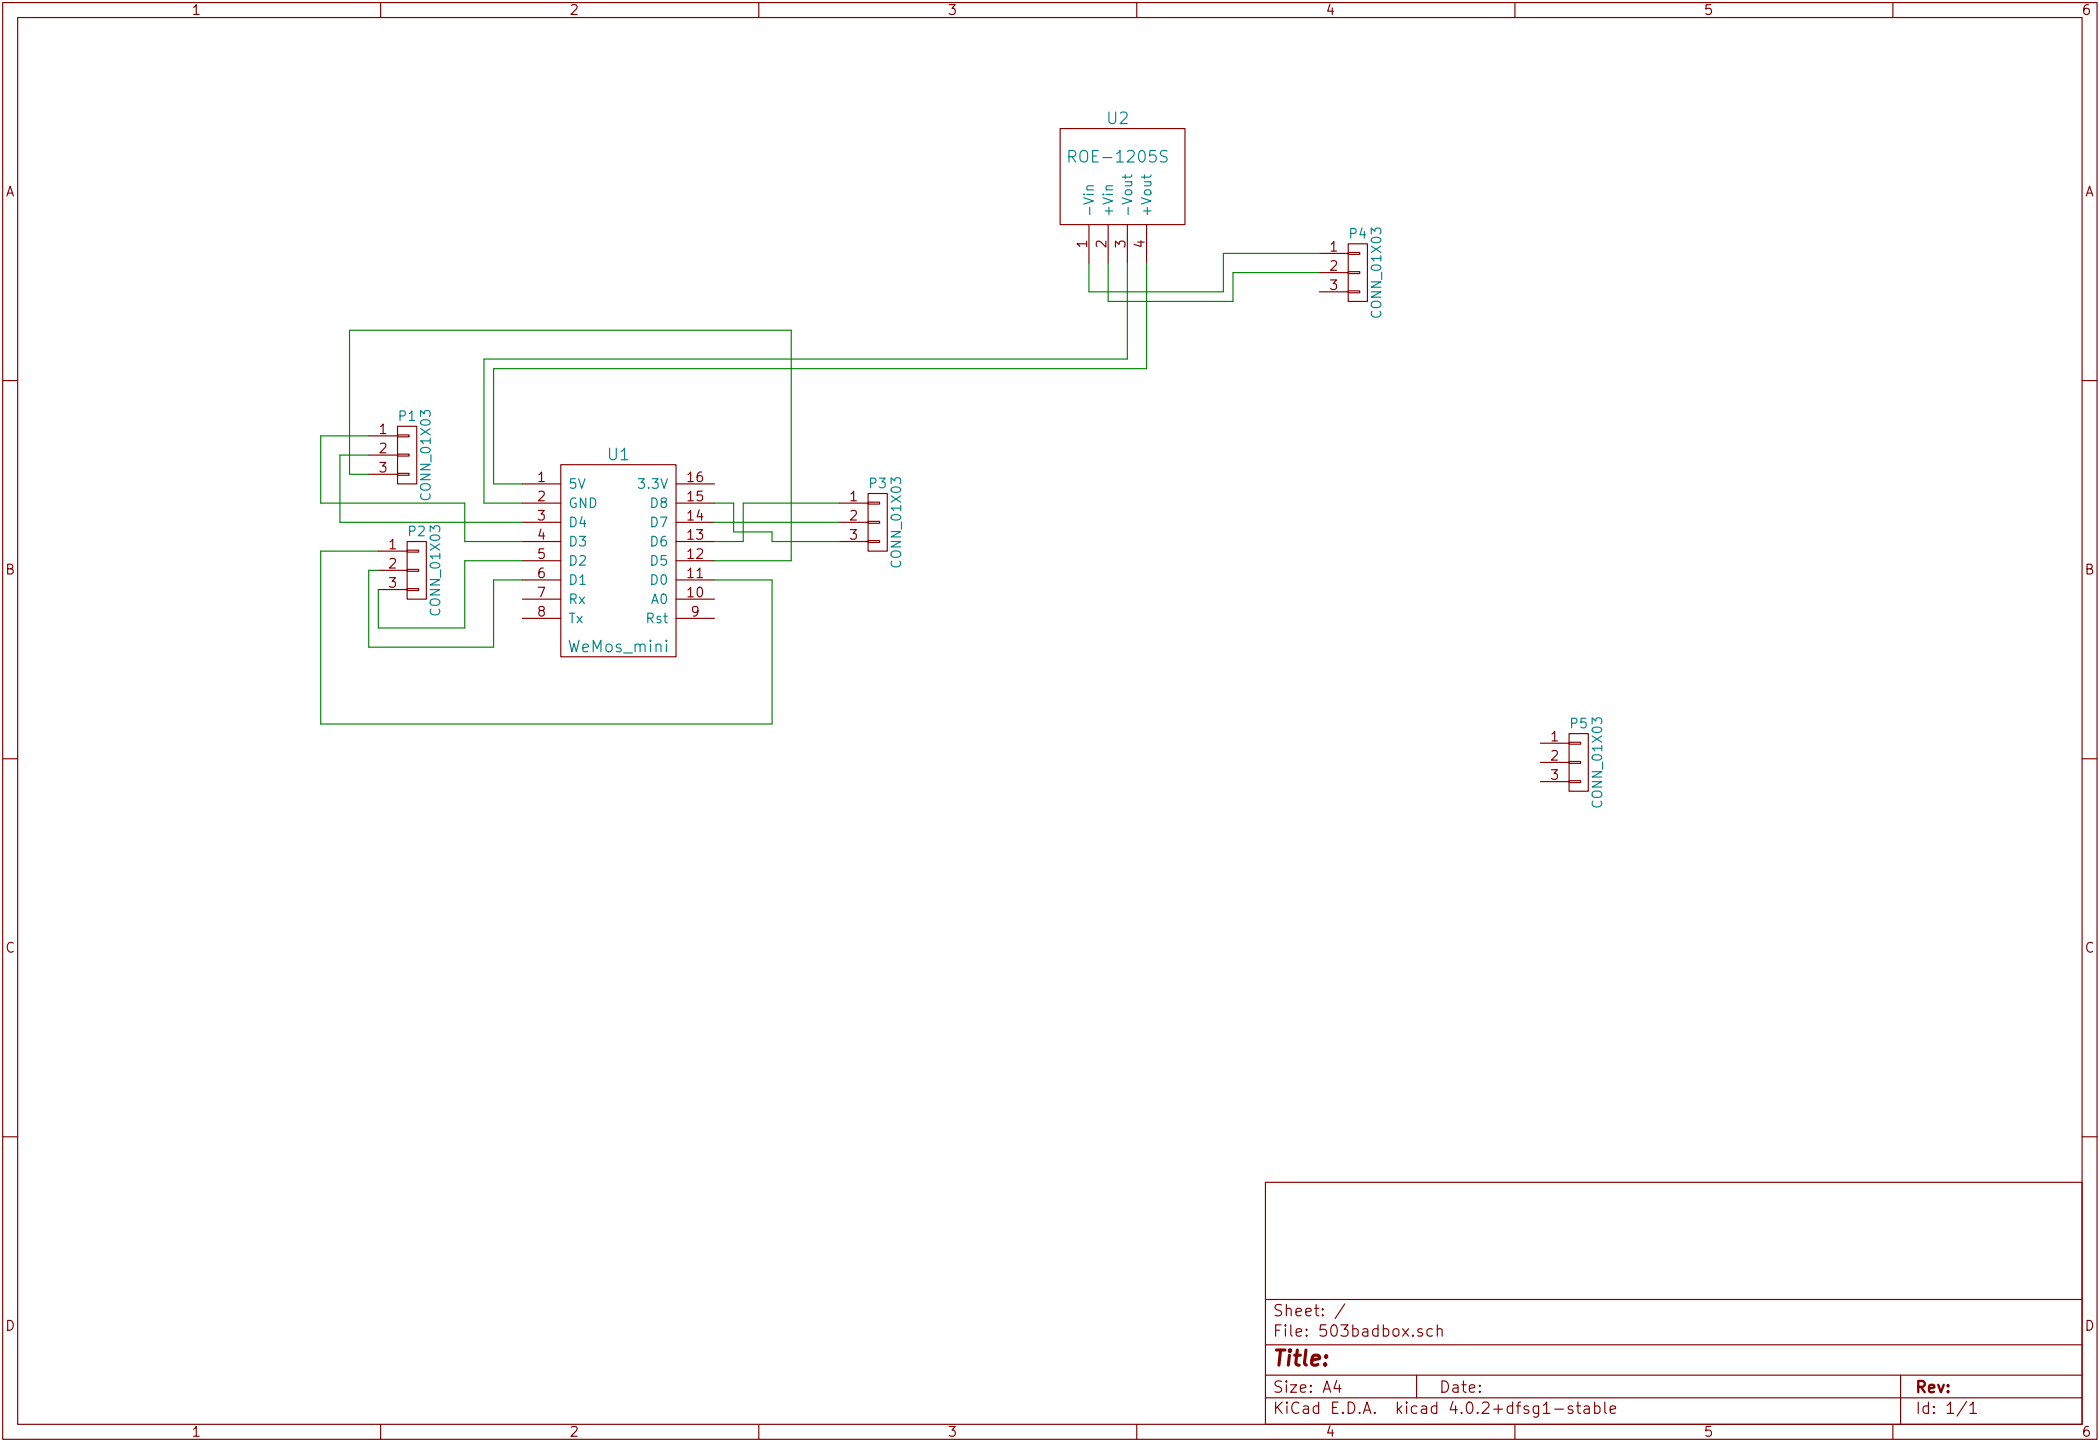 1 2 3 4 5 6
A A
B B
C C
D D
U2
ROE-1205S
-Vin
+Vin
-Vout
+Vout
1
2
3
4
P4
1
2
3
CONN_01X03
P1
1
2
3
CONN_01X03
P2
1
2
3
CONN_01X03
U1
1 5V 3.3V 16
2 GND D8 15
3 D4 D7 14
4 D3 D6 13
5 D2 D5 12
6 D1 D0 11
7 Rx A0 10
8 Tx Rst 9
WeMos_mini
P3
1
2
3
CONN_01X03
P5
1
2
3
CONN_01X03
Sheet: /
File: 503badbox.sch
Title:
Size: A4 Date: Rev:
KiCad E.D.A. kicad 4.0.2+dfsg1-stable Id: 1/1
1 2 3 4 5 6